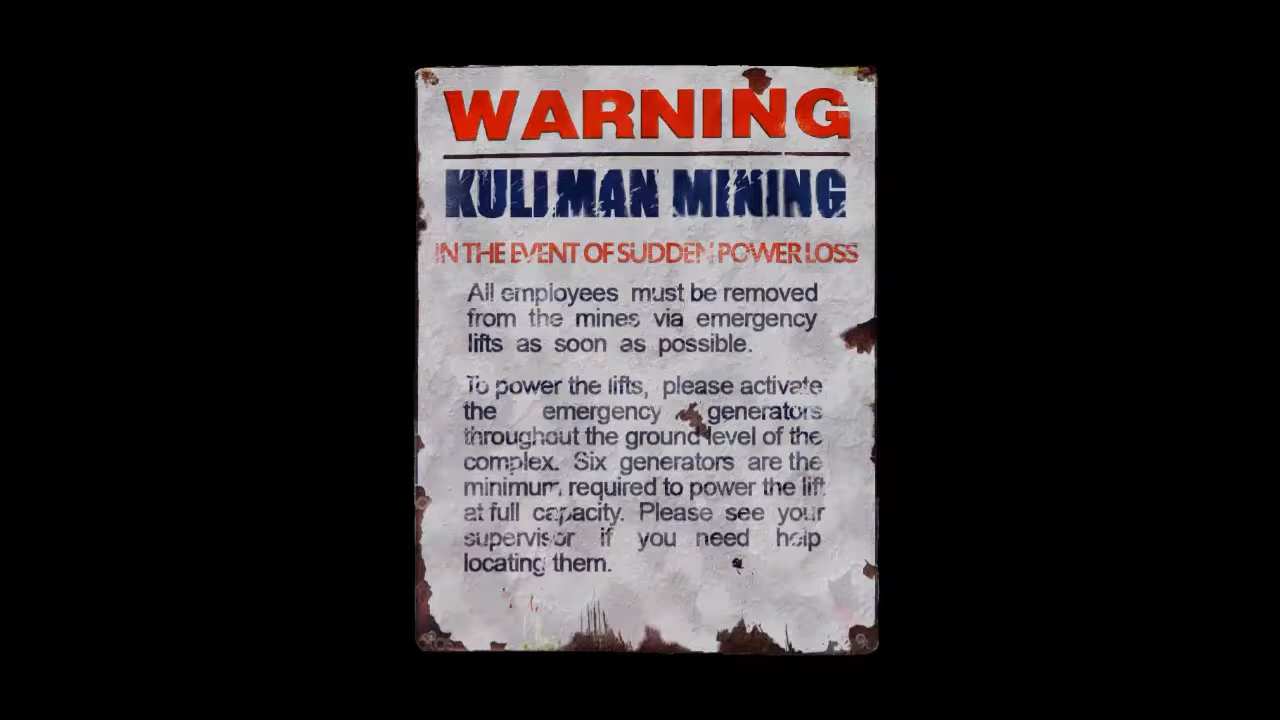 WARNING
KULLMAN MINING
IN THE EVENT OF SUDDEN POWER LOSS
All employees must be removed
from the mines via emergency
lifts as soon as possible.
To power the lifts, please activate
the emergency generators
throughout the ground level of the
complex. Six generators are the
minimum required to power the lift
at full capacity. Please see your
supervisor if you need help
locating them.